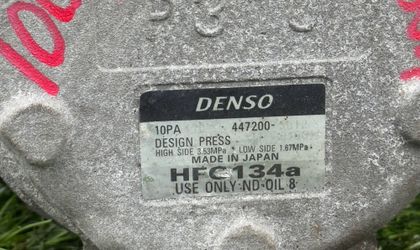 DENSO
10PA 447200-
DESIGN PRESS
HIGH SIDE 3.53MPa * LOW SIDE 1.67MPa
MADE IN JAPAN
HFC134a
USE ONLY ND-OIL 8